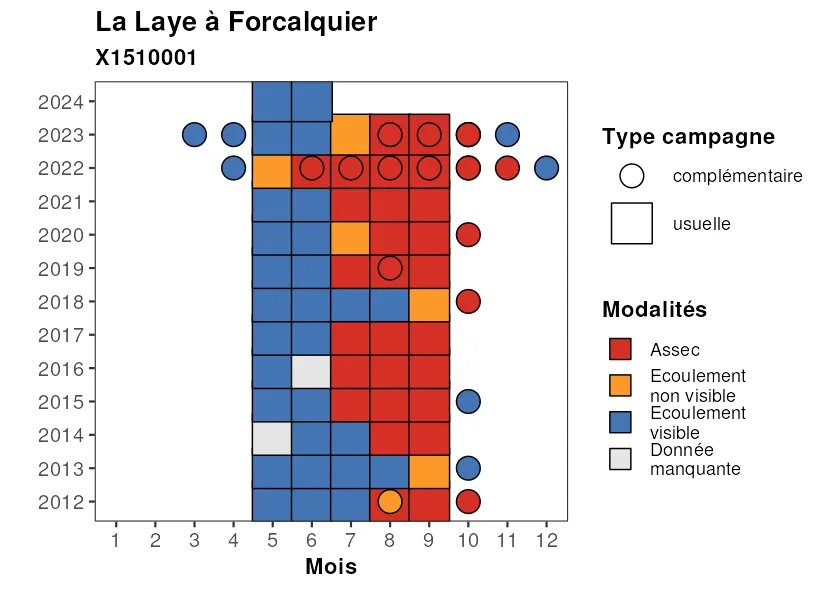 La Laye à Forcalquier
X1510001
2024
2023
2022
2021
2020
2019
2018
2017
2016
2015
2014
2013
2012
1 2 3 4 5 6 7 8 9 10 11 12
Mois
Type campagne
complémentaire
usuelle
Modalités
Assec
Ecoulement
non visible
Ecoulement
visible
Donnée
manquante